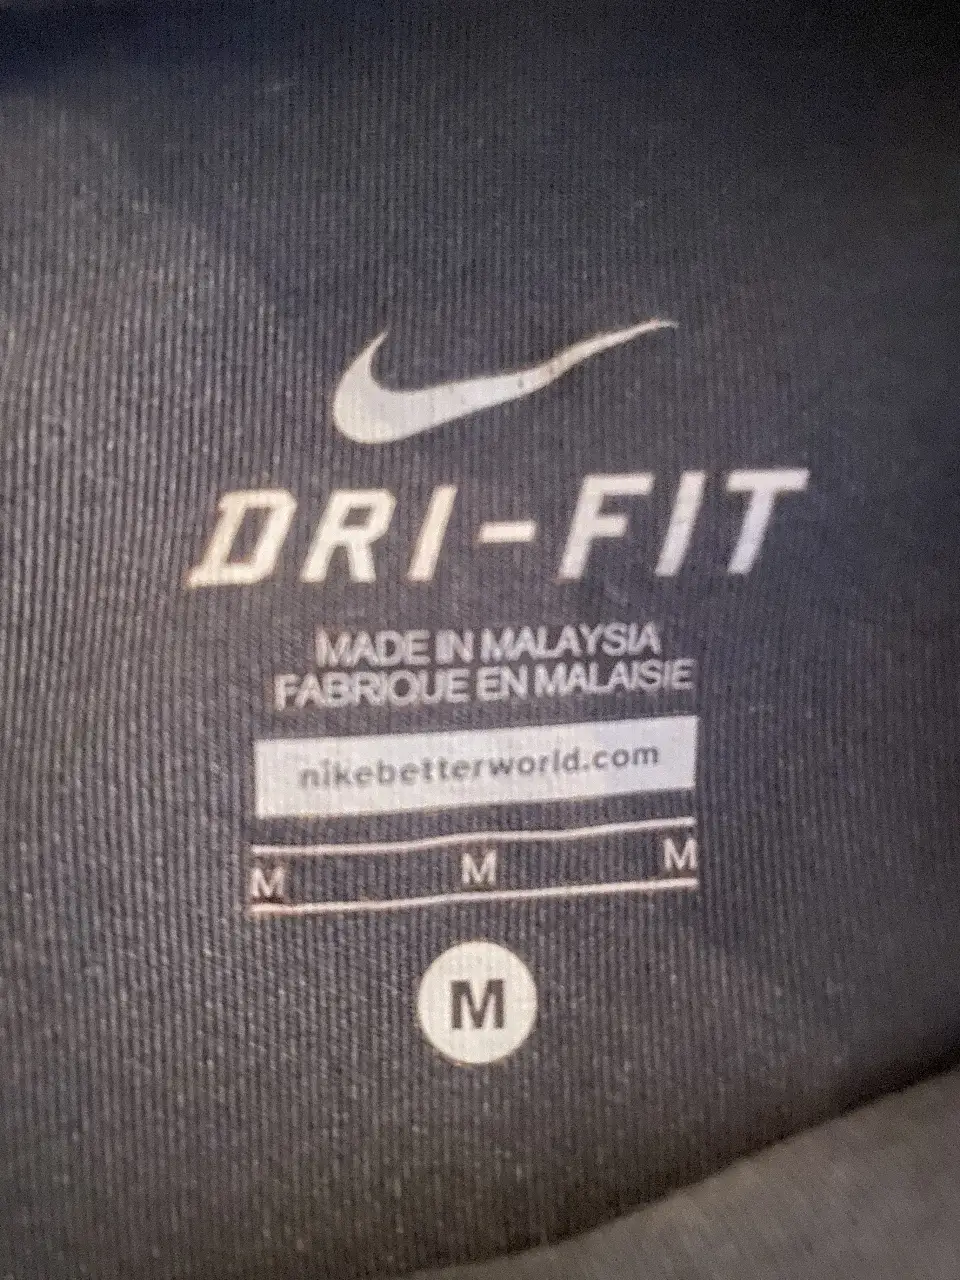 DRI-FIT
MADE IN MALAYSIA
FABRIQUE EN MALAISIE
nikebetterworld.com
M M M
M